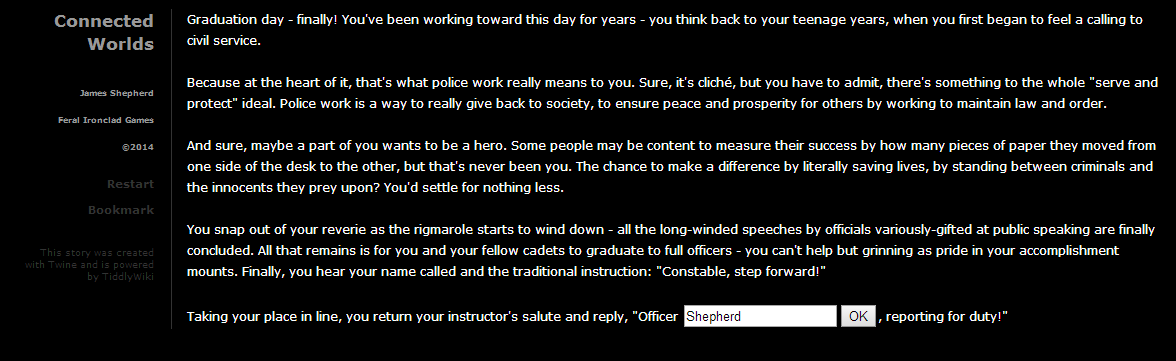 Connected
Worlds
James Shepherd
Feral Ironclad Games
©2014
Restart
Bookmark
This story was created
with Twine and is powered
by TiddlyWiki
Graduation day - finally! You've been working toward this day for years - you think back to your teenage years, when you first began to feel a calling to
civil service.
Because at the heart of it, that's what police work really means to you. Sure, it's cliché, but you have to admit, there's something to the whole "serve and
protect" ideal. Police work is a way to really give back to society, to ensure peace and prosperity for others by working to maintain law and order.
And sure, maybe a part of you wants to be a hero. Some people may be content to measure their success by how many pieces of paper they moved from
one side of the desk to the other, but that's never been you. The chance to make a difference by literally saving lives, by standing between criminals and
the innocents they prey upon? You'd settle for nothing less.
You snap out of your reverie as the rigmarole starts to wind down - all the long-winded speeches by officials variously-gifted at public speaking are finally
concluded. All that remains is for you and your fellow cadets to graduate to full officers - you can't help but grinning as pride in your accomplishment
mounts. Finally, you hear your name called and the traditional instruction: "Constable, step forward!"
Taking your place in line, you return your instructor's salute and reply, "Officer Shepherd OK , reporting for duty!"